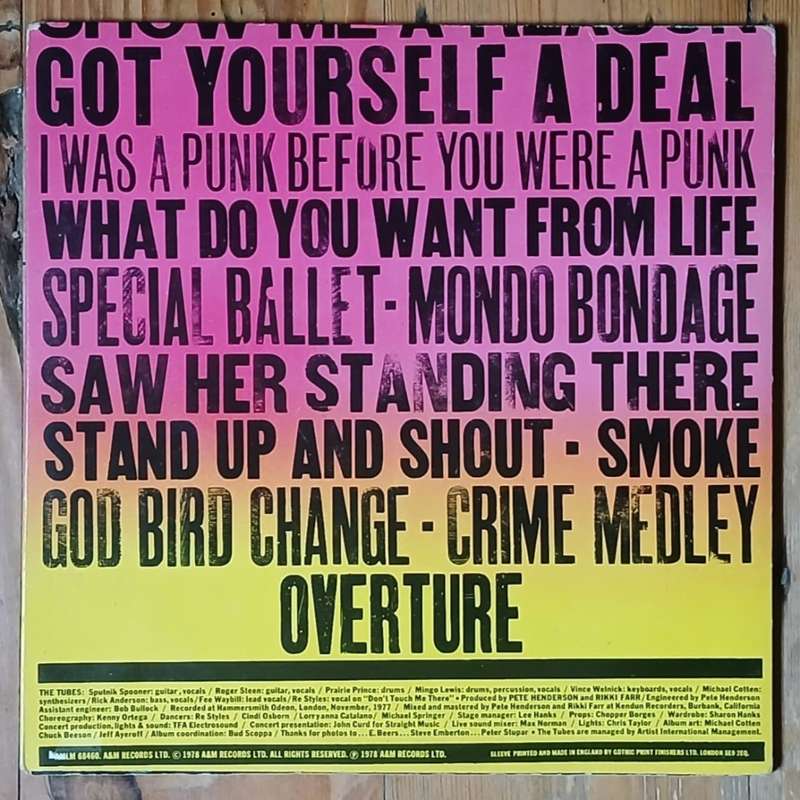 SHOW ME A REASON
GOT YOURSELF A DEAL
I WAS A PUNK BEFORE YOU WERE A PUNK
WHAT DO YOU WANT FROM LIFE
SPECIAL BALLET · MONDO BONDAGE
SAW HER STANDING THERE
STAND UP AND SHOUT · SMOKE
GOD BIRD CHANGE · CRIME MEDLEY
OVERTURE
THE TUBES: Sputnik Spooner: guitar, vocals / Roger Steen: guitar, vocals / Prairie Prince: drums / Mingo Lewis: drums, percussion, vocals / Vince Welnick: keyboards, vocals / Michael Cotten:
synthesizers/Rick Anderson: bass, vocals/Fee Waybill: lead vocals/Re Styles: vocal on "Don't Touch Me There" • Produced by PETE HENDERSON and RIKKI FARR/Engineered by Pete Henderson
Assistant engineer: Bob Bullock / Recorded at Hammersmith Odeon, London, November, 1977 / Mixed and mastered by Pete Henderson and Rikki Farr at Kendun Recorders, Burbank, California
Choreography: Kenny Ortega / Dancers: Re Styles / Cindi Osborn / Lorryanna Catalano / Michael Springer / Stage manager: Lee Hanks / Props: Chopper Borges / Wardrobe: Sharon Hanks
Concert production, lights & sound: TFA Electrosound / Concert presentation: John Curd for Straight Music / Live sound mixer: Max Norman / Lights: Chris Taylor / Album art: Michael Cotten
Chuck Beeson / Jeff Ayeroff / Album coordination: Bud Scoppa / Thanks for photos to . . . E. Beers . . . Steve Emberton . . . Peter Stupar • The Tubes are managed by Artist International Management.
AMLM 68460. A&M RECORDS LTD. © 1978 A&M RECORDS LTD. ALL RIGHTS RESERVED. ℗ 1978 A&M RECORDS LTD. SLEEVE PRINTED AND MADE IN ENGLAND BY GOTHIC PRINT FINISHERS LTD. LONDON SE9 2EQ.